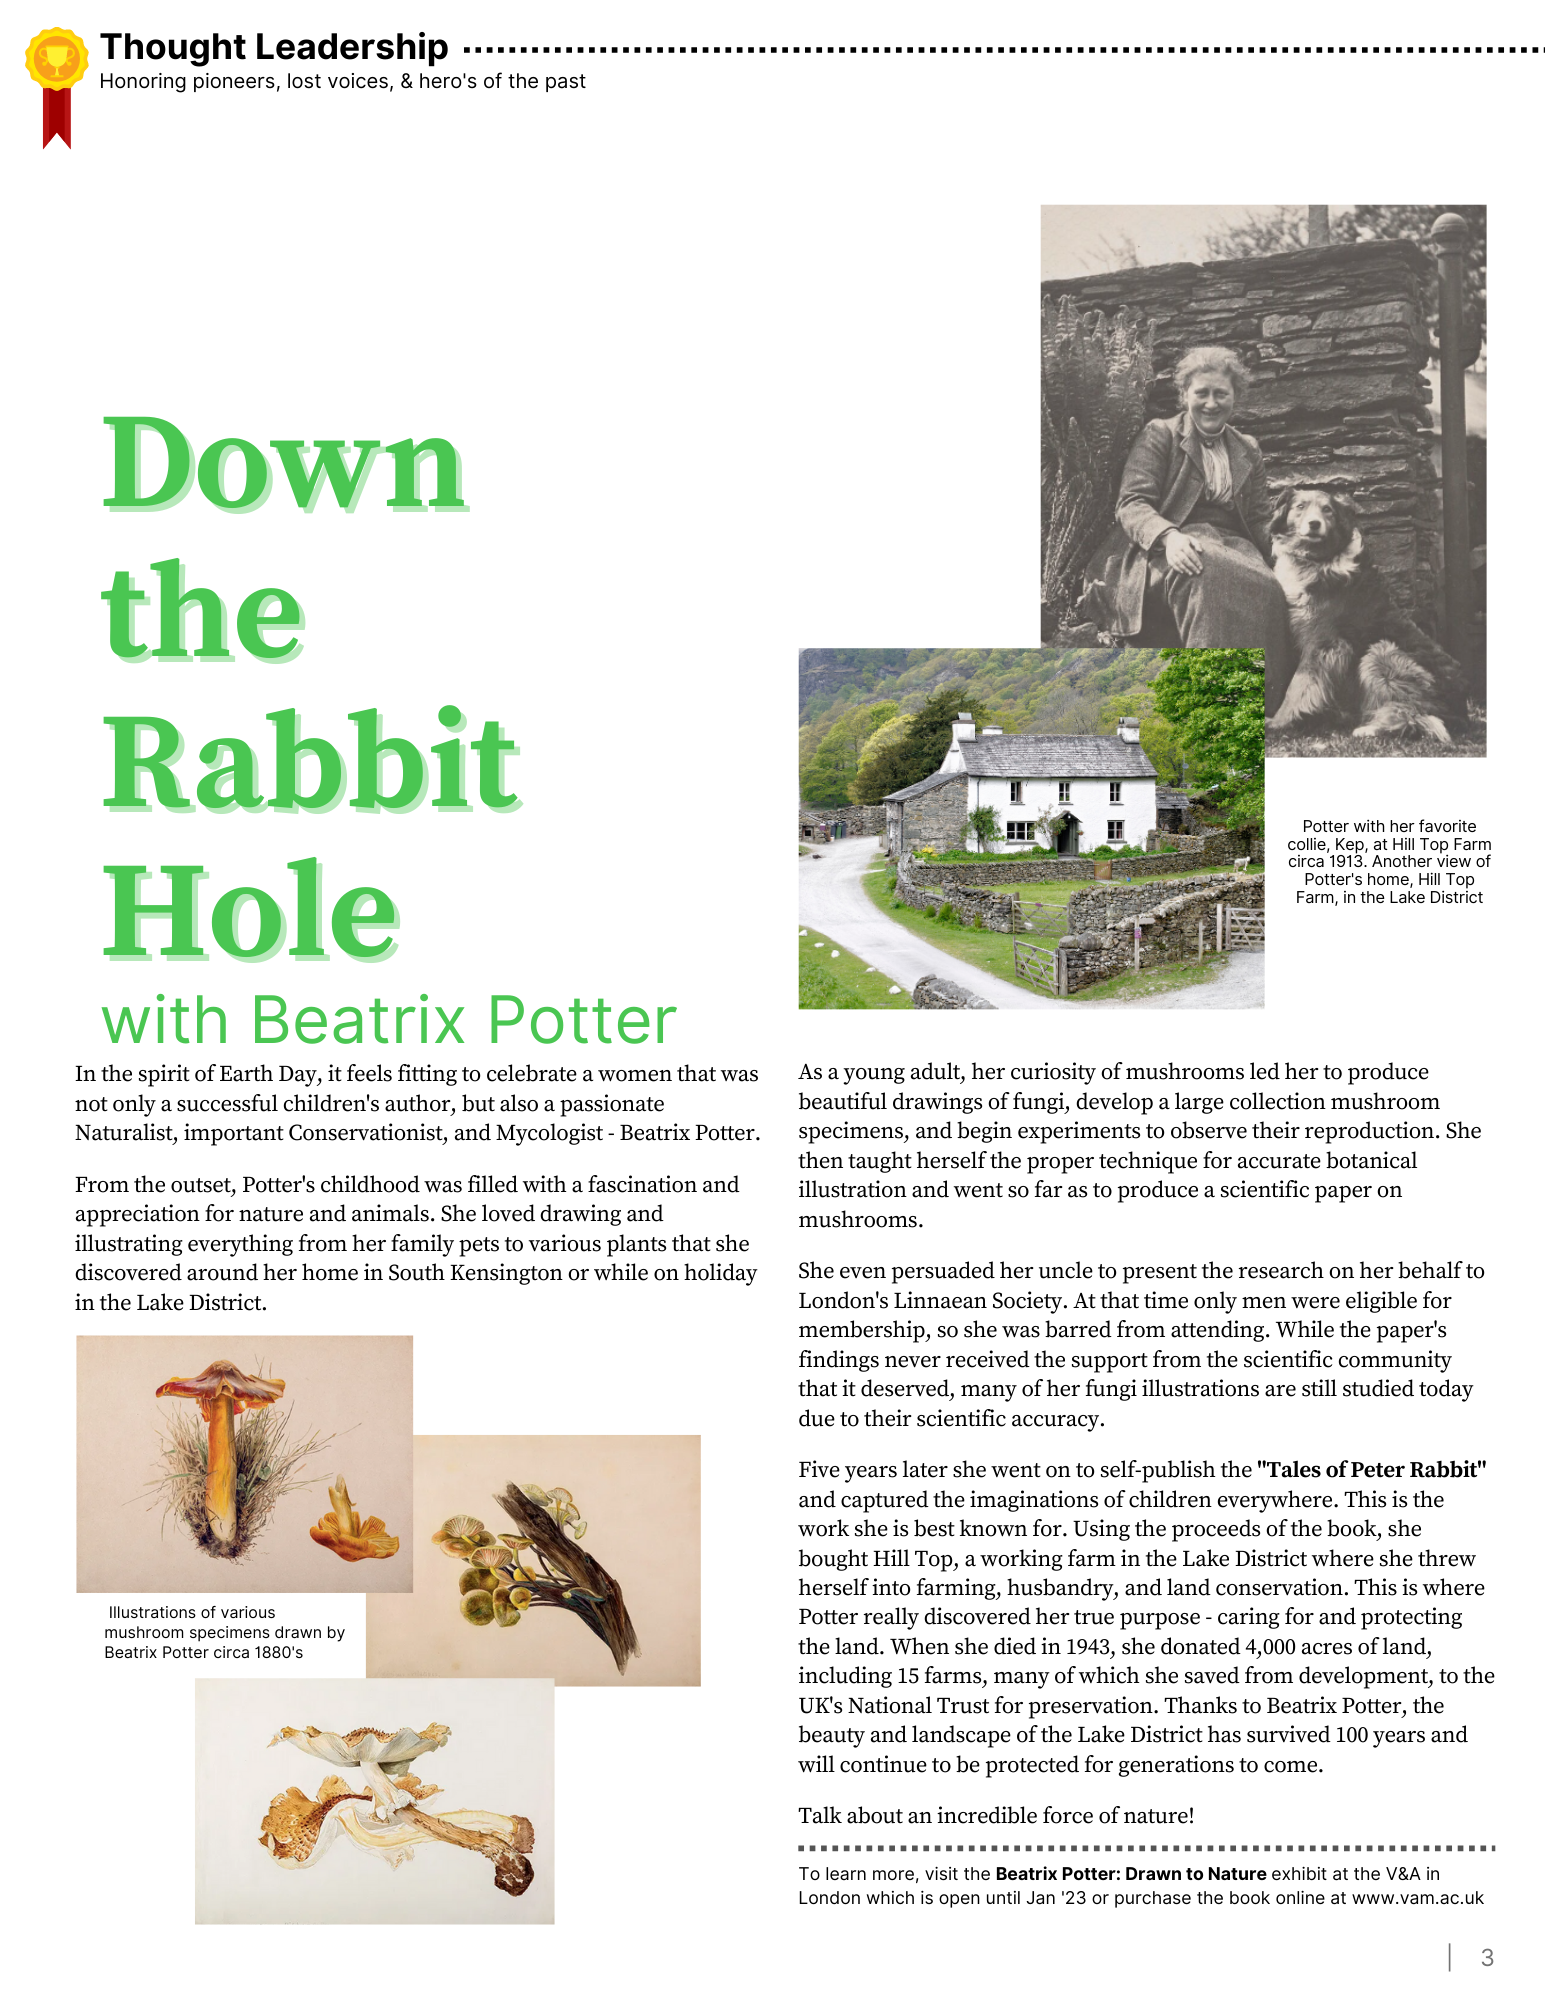 Thought Leadership
Honoring pioneers, lost voices, & hero's of the past
Down
the
Rabbit
Hole
with Beatrix Potter
In the spirit of Earth Day, it feels fitting to celebrate a women that was
not only a successful children's author, but also a passionate
Naturalist, important Conservationist, and Mycologist - Beatrix Potter.
From the outset, Potter's childhood was filled with a fascination and
appreciation for nature and animals. She loved drawing and
illustrating everything from her family pets to various plants that she
discovered around her home in South Kensington or while on holiday
in the Lake District.
Illustrations of various
mushroom specimens drawn by
Beatrix Potter circa 1880's
Potter with her favorite
collie, Kep, at Hill Top Farm
circa 1913. Another view of
Potter's home, Hill Top
Farm, in the Lake District
As a young adult, her curiosity of mushrooms led her to produce
beautiful drawings of fungi, develop a large collection mushroom
specimens, and begin experiments to observe their reproduction. She
then taught herself the proper technique for accurate botanical
illustration and went so far as to produce a scientific paper on
mushrooms.
She even persuaded her uncle to present the research on her behalf to
London's Linnaean Society. At that time only men were eligible for
membership, so she was barred from attending. While the paper's
findings never received the support from the scientific community
that it deserved, many of her fungi illustrations are still studied today
due to their scientific accuracy.
Five years later she went on to self-publish the "Tales of Peter Rabbit"
and captured the imaginations of children everywhere. This is the
work she is best known for. Using the proceeds of the book, she
bought Hill Top, a working farm in the Lake District where she threw
herself into farming, husbandry, and land conservation. This is where
Potter really discovered her true purpose - caring for and protecting
the land. When she died in 1943, she donated 4,000 acres of land,
including 15 farms, many of which she saved from development, to the
UK's National Trust for preservation. Thanks to Beatrix Potter, the
beauty and landscape of the Lake District has survived 100 years and
will continue to be protected for generations to come.
Talk about an incredible force of nature!
To learn more, visit the Beatrix Potter: Drawn to Nature exhibit at the V&A in
London which is open until Jan '23 or purchase the book online at www.vam.ac.uk
| 3